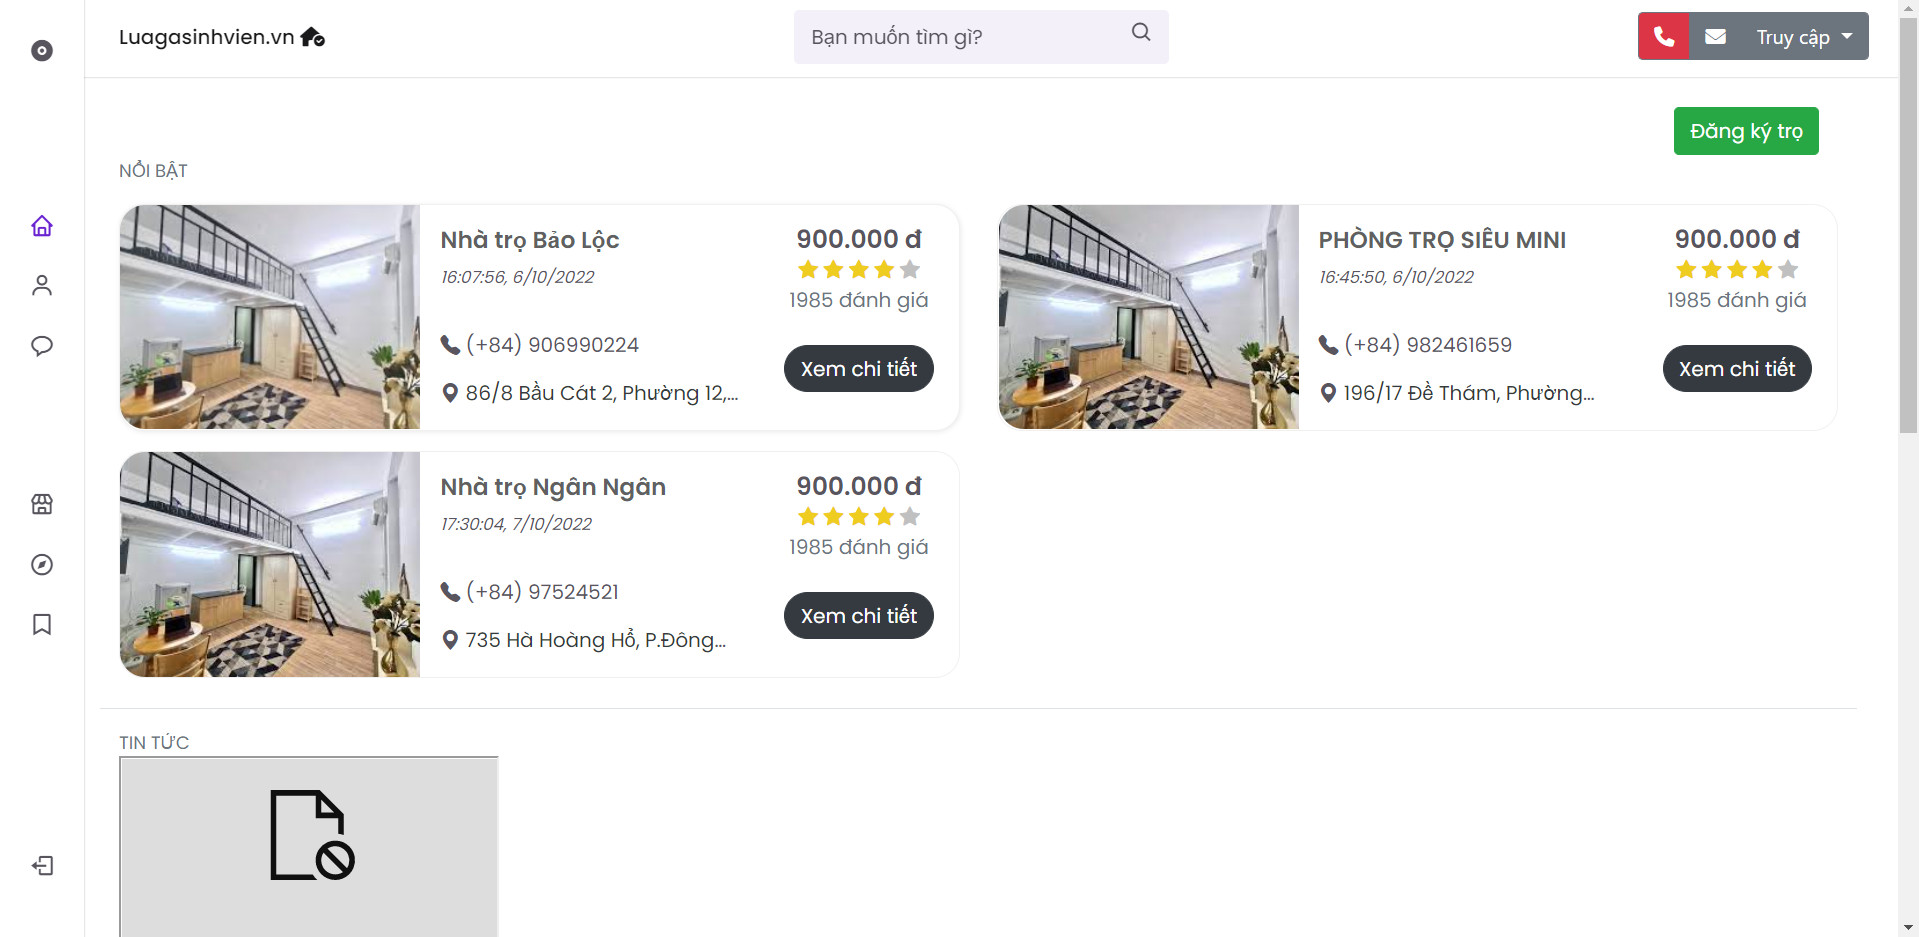 Luagasinhvien.vn
Bạn muốn tìm gì?
Truy cập
Đăng ký trọ
NỔI BẬT
Nhà trọ Bảo Lộc
16:07:56, 6/10/2022
(+84) 906990224
86/8 Bầu Cát 2, Phường 12,...
900.000 đ
1985 đánh giá
Xem chi tiết
PHÒNG TRỌ SIÊU MINI
16:45:50, 6/10/2022
(+84) 982461659
196/17 Đề Thám, Phường...
900.000 đ
1985 đánh giá
Xem chi tiết
Nhà trọ Ngân Ngân
17:30:04, 7/10/2022
(+84) 97524521
735 Hà Hoàng Hổ, P.Đông...
900.000 đ
1985 đánh giá
Xem chi tiết
TIN TỨC